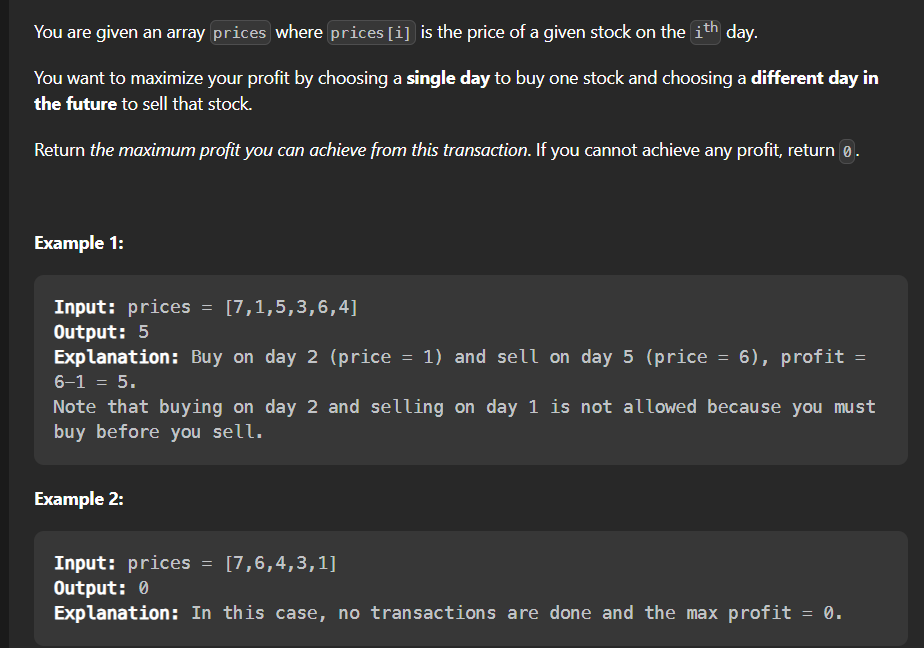 You are given an array prices where prices[i] is the price of a given stock on the ith day.
You want to maximize your profit by choosing a single day to buy one stock and choosing a different day in
the future to sell that stock.
Return the maximum profit you can achieve from this transaction. If you cannot achieve any profit, return 0.
Example 1:
Input: prices = [7,1,5,3,6,4]
Output: 5
Explanation: Buy on day 2 (price = 1) and sell on day 5 (price = 6), profit =
6-1 = 5.
Note that buying on day 2 and selling on day 1 is not allowed because you must
buy before you sell.
Example 2:
Input: prices = [7,6,4,3,1]
Output: 0
Explanation: In this case, no transactions are done and the max profit = 0.